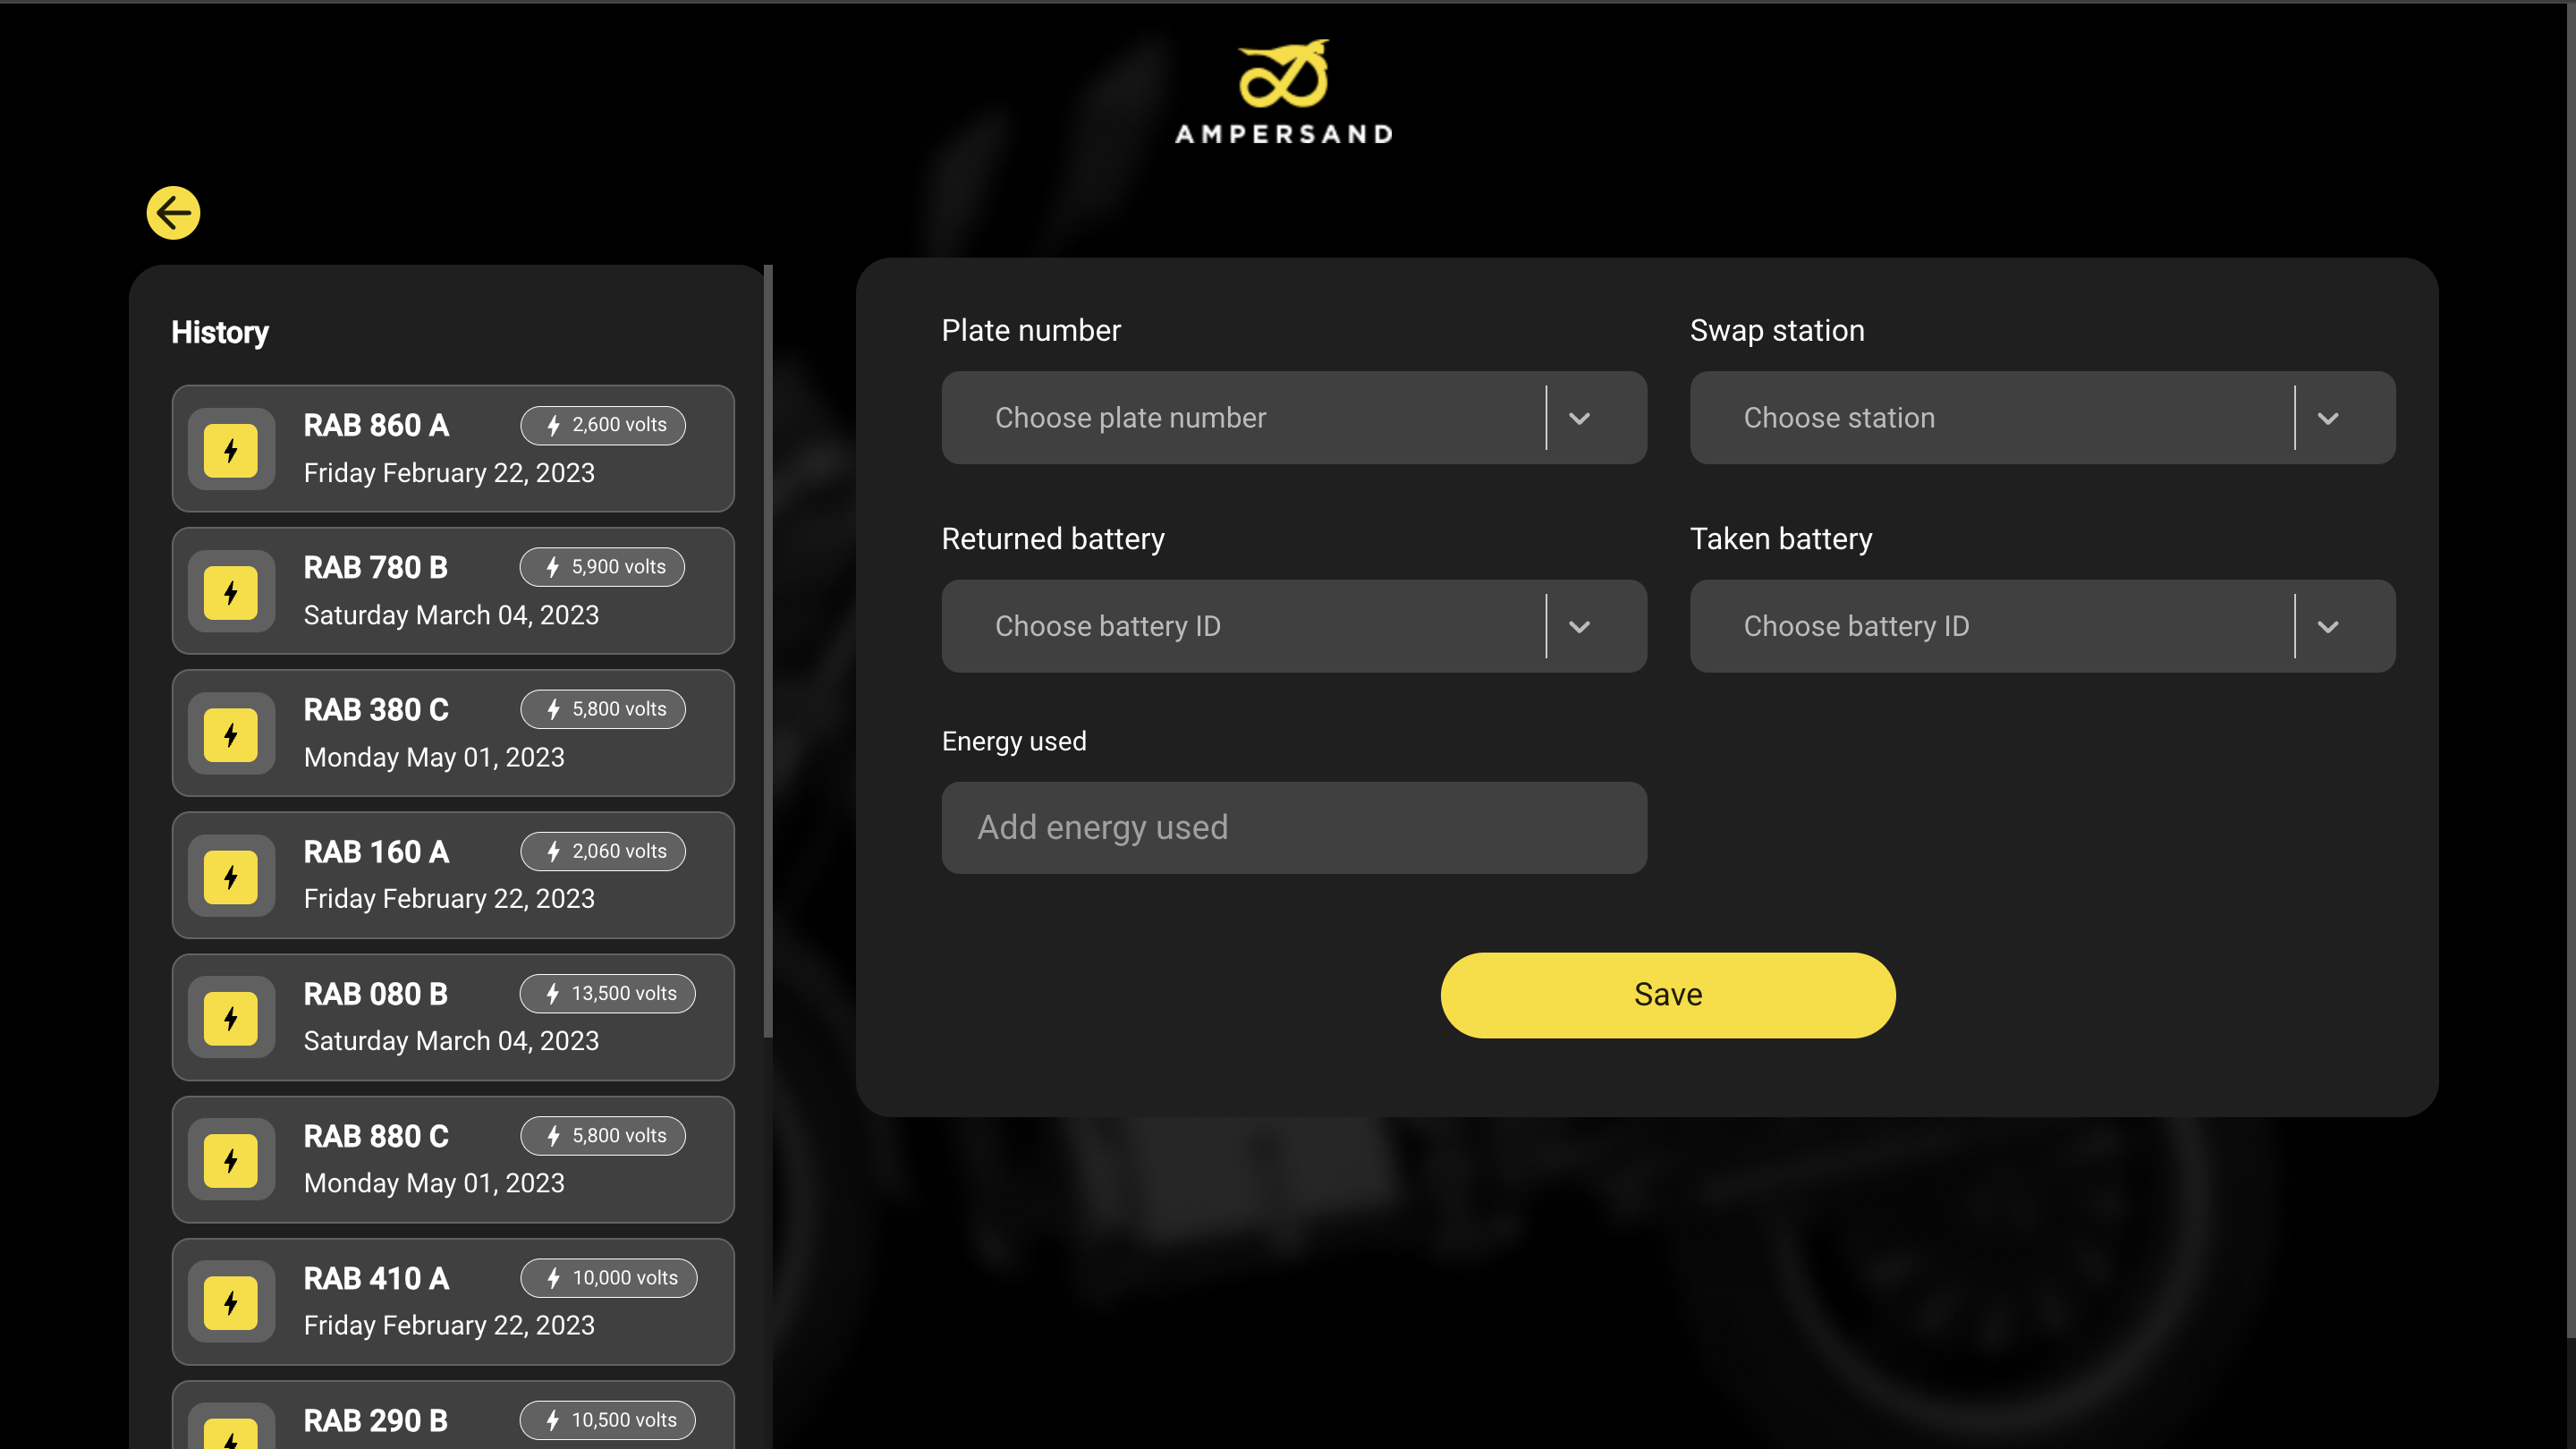 AMPERSAND
History
RAB 860 A
2,600 volts
Friday February 22, 2023
RAB 780 B
5,900 volts
Saturday March 04, 2023
RAB 380 C
5,800 volts
Monday May 01, 2023
RAB 160 A
2,060 volts
Friday February 22, 2023
RAB 080 B
13,500 volts
Saturday March 04, 2023
RAB 880 C
5,800 volts
Monday May 01, 2023
RAB 410 A
10,000 volts
Friday February 22, 2023
RAB 290 B
10,500 volts
Plate number
Choose plate number
Swap station
Choose station
Returned battery
Choose battery ID
Taken battery
Choose battery ID
Energy used
Add energy used
Save